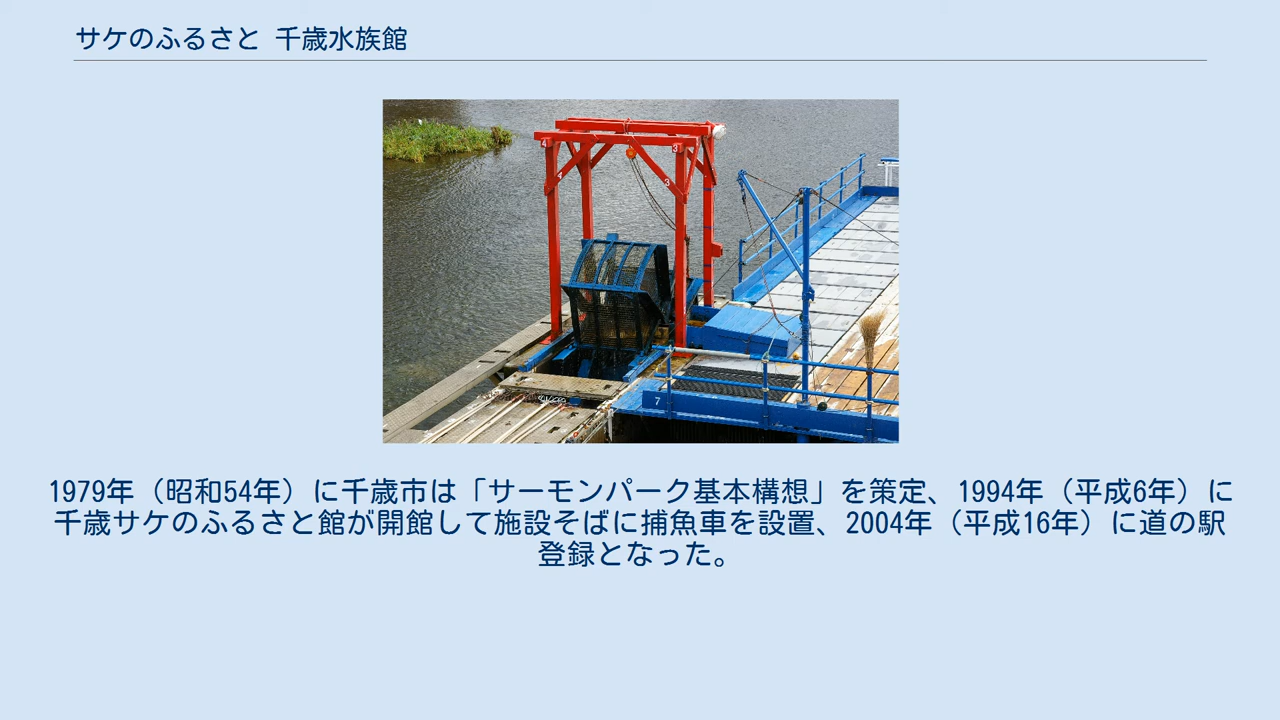 サケのふるさと 千歳水族館
4
3
3
3
7
1979年（昭和54年）に千歳市は「サーモンパーク基本構想」を策定、1994年（平成6年）に
千歳サケのふるさと館が開館して施設そばに捕魚車を設置、2004年（平成16年）に道の駅
登録となった。